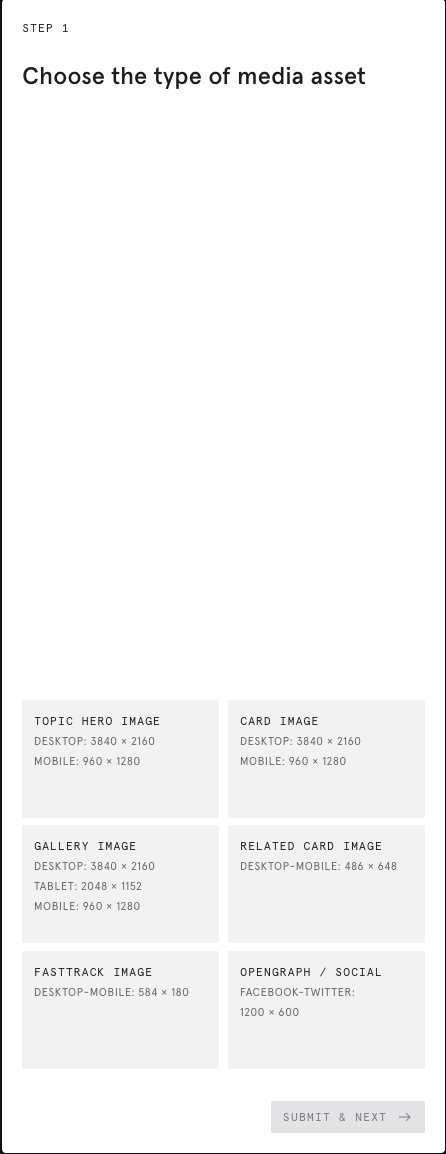 STEP 1
Choose the type of media asset
TOPIC HERO IMAGE
DESKTOP: 3840 × 2160
MOBILE: 960 × 1280
CARD IMAGE
DESKTOP: 3840 × 2160
MOBILE: 960 × 1280
GALLERY IMAGE
DESKTOP: 3840 × 2160
TABLET: 2048 × 1152
MOBILE: 960 × 1280
RELATED CARD IMAGE
DESKTOP-MOBILE: 486 × 648
FASTTRACK IMAGE
DESKTOP-MOBILE: 584 × 180
OPENGRAPH / SOCIAL
FACEBOOK-TWITTER:
1200 × 600
SUBMIT & NEXT